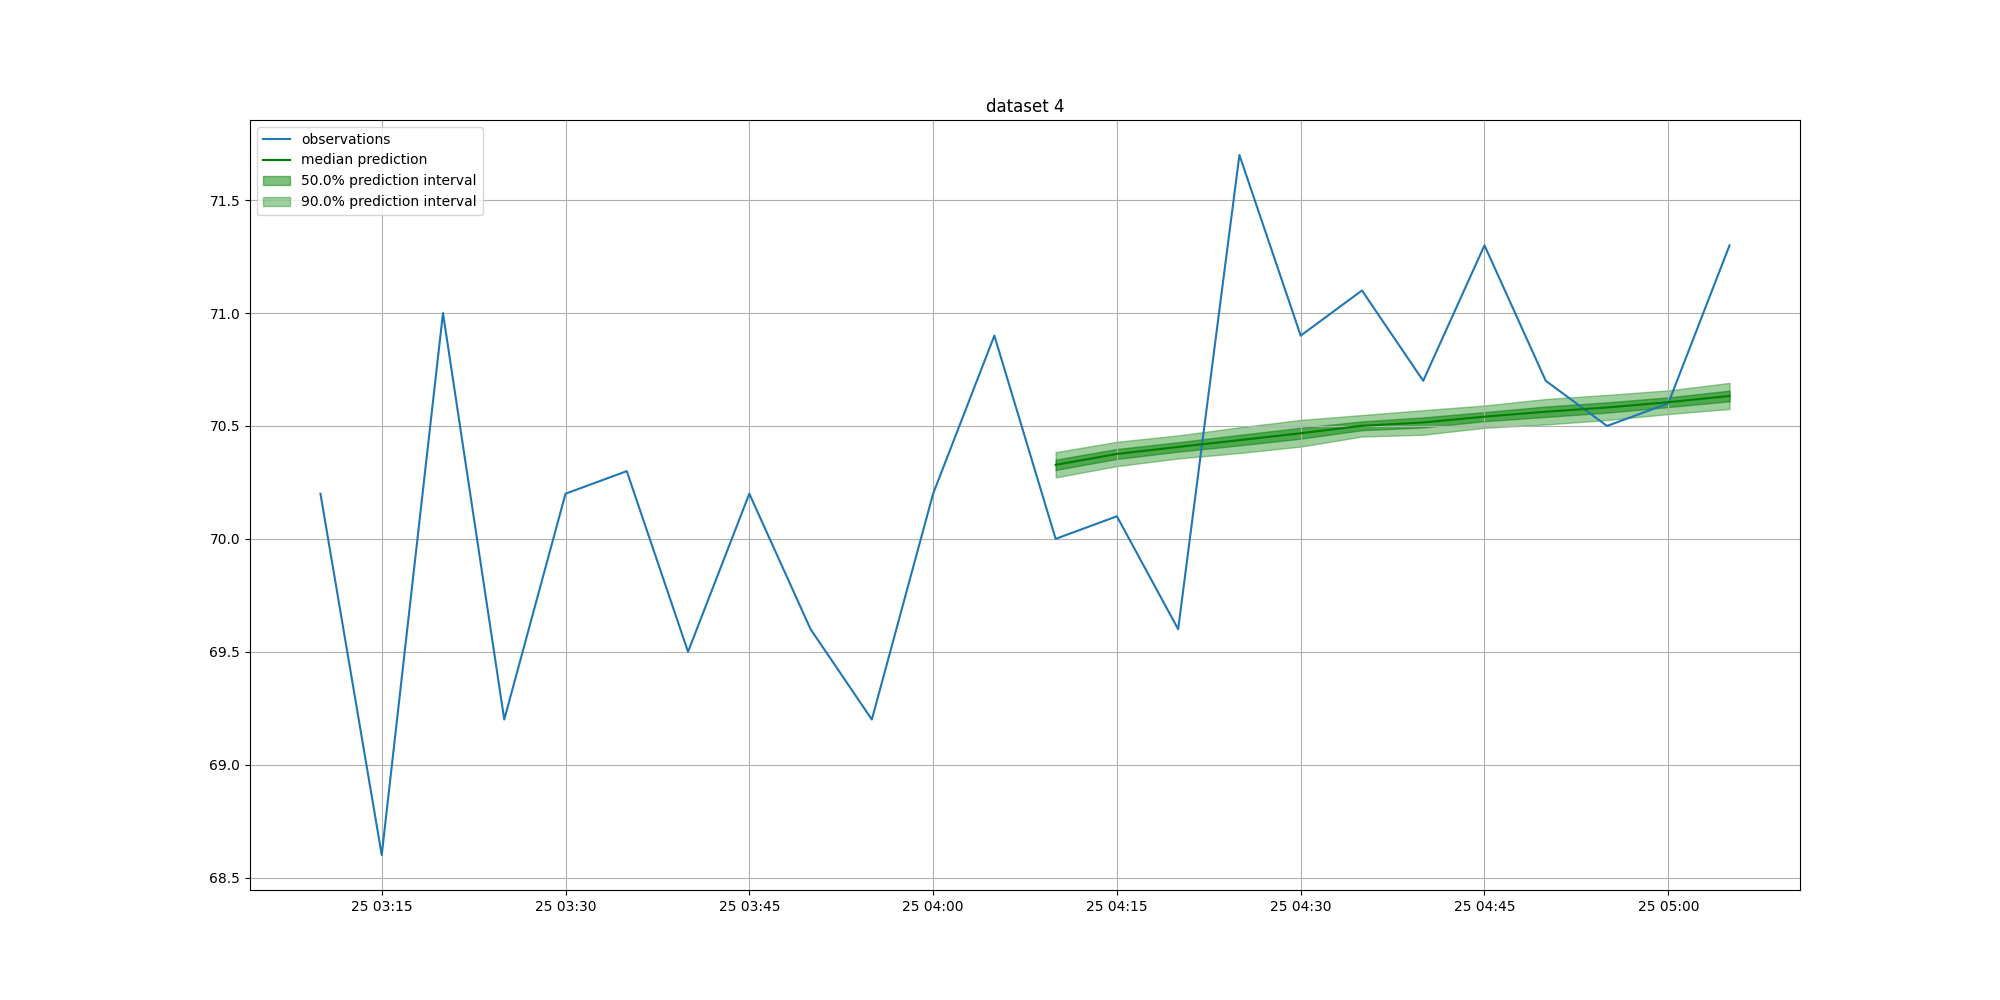 dataset 4
observations
median prediction
50.0% prediction interval
90.0% prediction interval
71.5
71.0
70.5
70.0
69.5
69.0
68.5
25 03:15 25 03:30 25 03:45 25 04:00 25 04:15 25 04:30 25 04:45 25 05:00